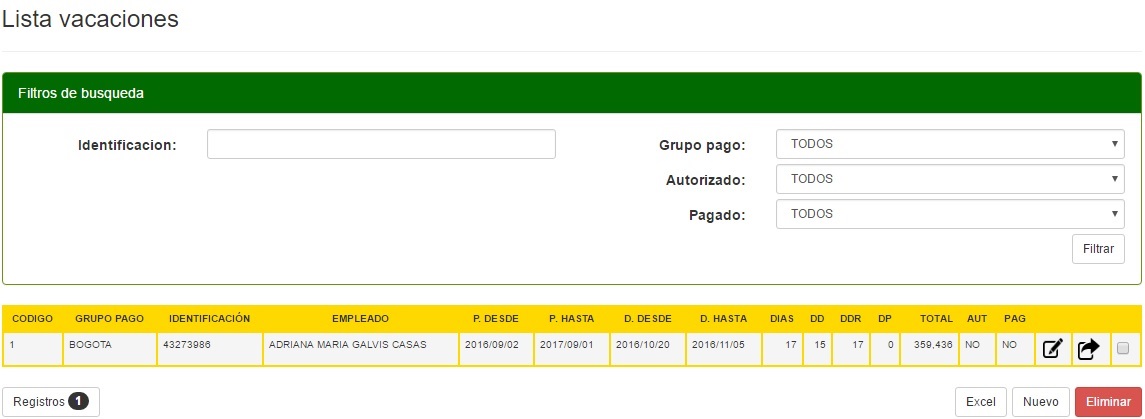 Lista vacaciones
Filtros de busqueda
Identificacion:
Grupo pago: TODOS
Autorizado: TODOS
Pagado: TODOS
Filtrar
CODIGO GRUPO PAGO IDENTIFICACIÓN EMPLEADO P. DESDE P. HASTA D. DESDE D. HASTA DIAS DD DDR DP TOTAL AUT PAG
1 BOGOTA 43273986 ADRIANA MARIA GALVIS CASAS 2016/09/02 2017/09/01 2016/10/20 2016/11/05 17 15 17 0 359,436 NO NO
Registros 1 Excel Nuevo Eliminar